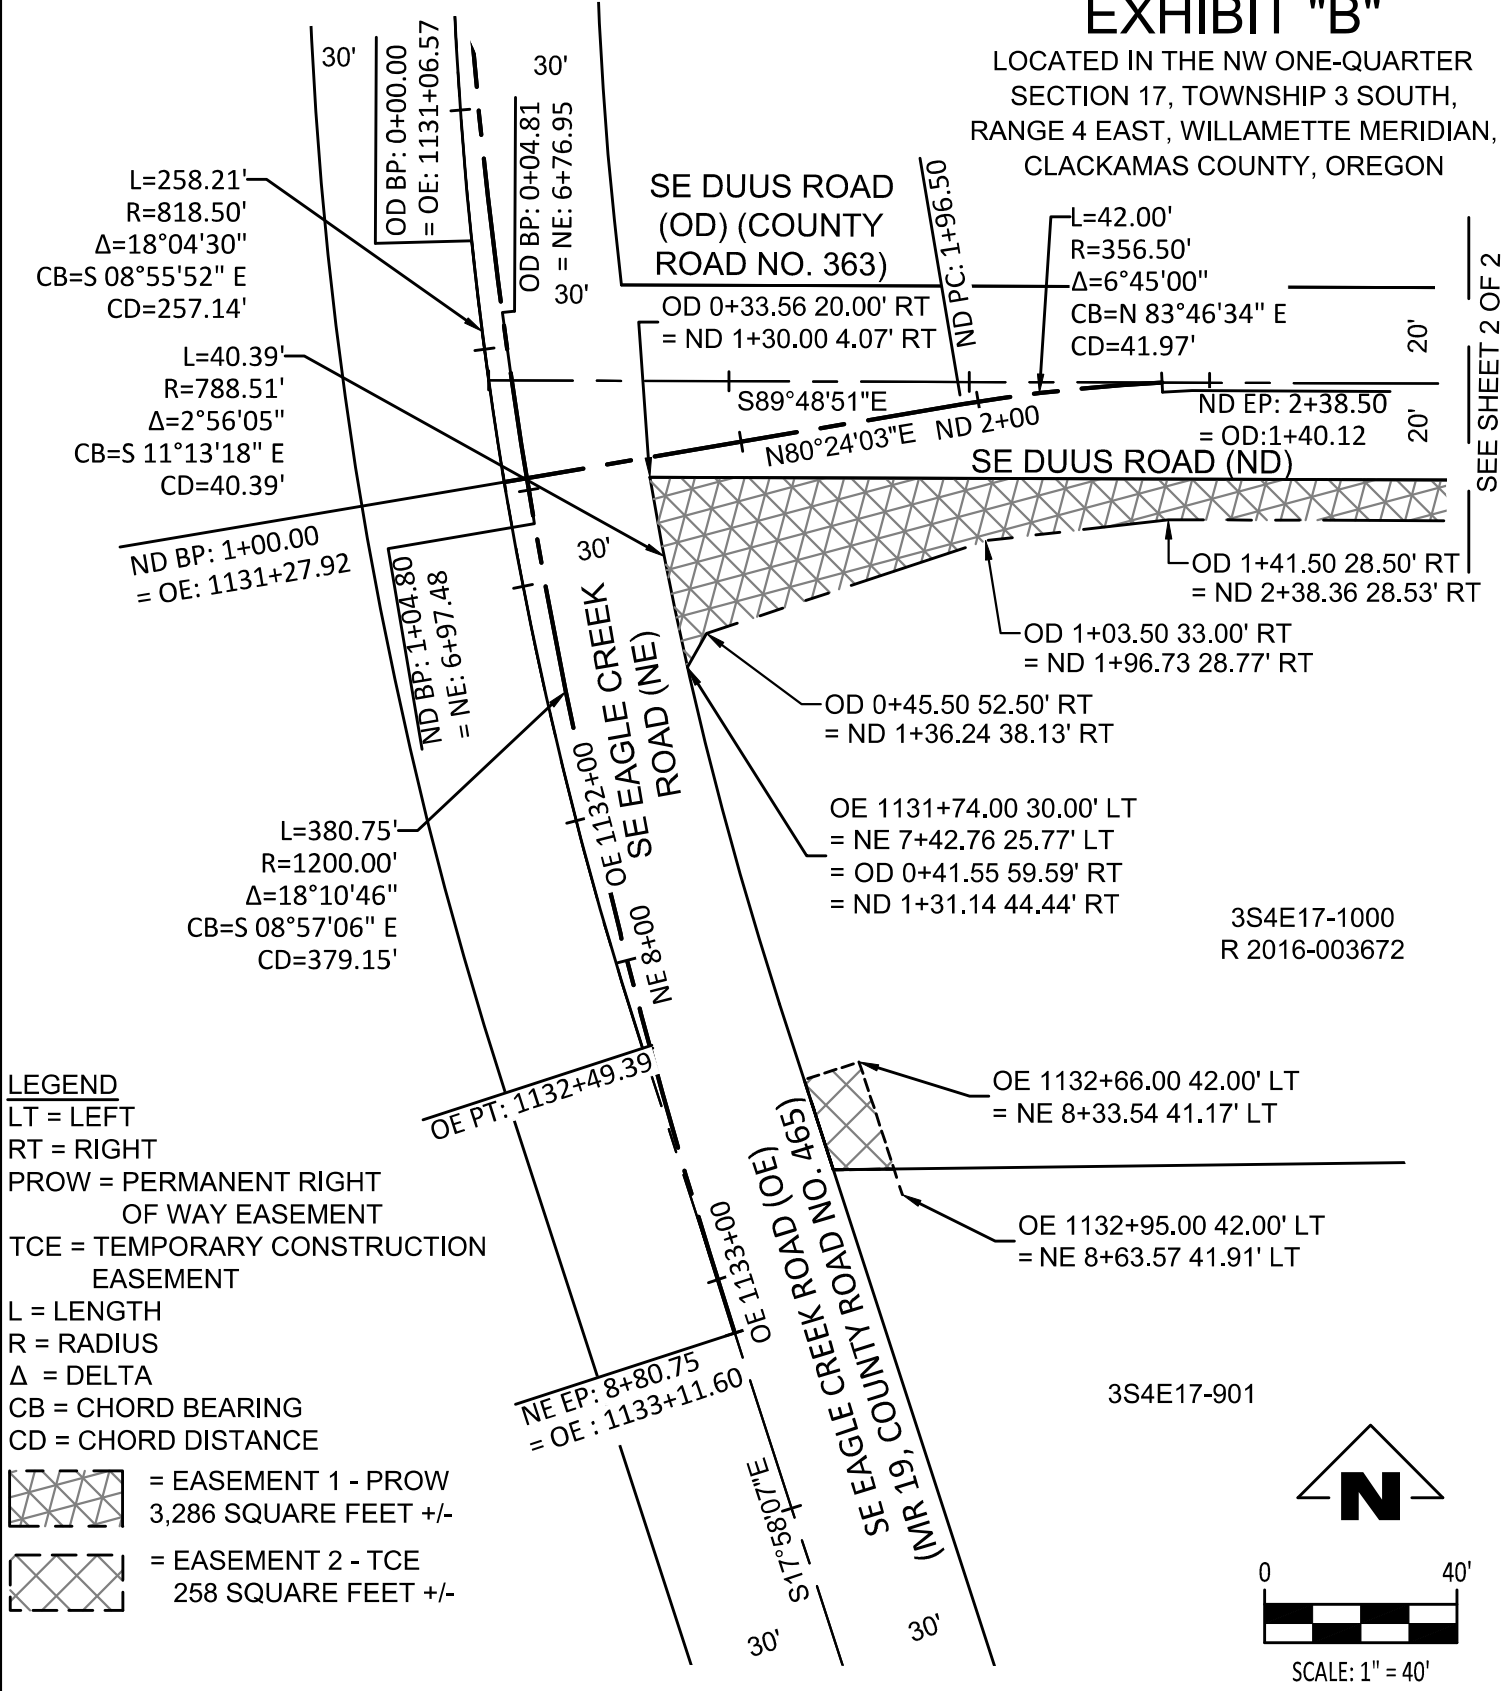 EXHIBIT "B"
LOCATED IN THE NW ONE-QUARTER
SECTION 17, TOWNSHIP 3 SOUTH,
RANGE 4 EAST, WILLAMETTE MERIDIAN,
CLACKAMAS COUNTY, OREGON
30'
OD BP: 0+00.00
= OE: 1131+06.57
30'
OD BP: 0+04.81
= NE: 6+76.95
30'
L=258.21'
R=818.50'
Δ=18°04'30"
CB=S 08°55'52" E
CD=257.14'
SE DUUS ROAD
(OD) (COUNTY
ROAD NO. 363)
OD 0+33.56 20.00' RT
= ND 1+30.00 4.07' RT
ND PC: 1+96.50
L=42.00'
R=356.50'
Δ=6°45'00"
CB=N 83°46'34" E
CD=41.97'
20'
20'
SEE SHEET 2 OF 2
L=40.39'
R=788.51'
Δ=2°56'05"
CB=S 11°13'18" E
CD=40.39'
S89°48'51"E
N80°24'03"E
ND 2+00
ND EP: 2+38.50
= OD:1+40.12
SE DUUS ROAD (ND)
ND BP: 1+00.00
= OE: 1131+27.92
ND BP: 1+04.80
= NE: 6+97.48
30'
SE EAGLE CREEK
ROAD (NE)
OD 1+41.50 28.50' RT
= ND 2+38.36 28.53' RT
OD 1+03.50 33.00' RT
= ND 1+96.73 28.77' RT
OD 0+45.50 52.50' RT
= ND 1+36.24 38.13' RT
OE 1131+74.00 30.00' LT
= NE 7+42.76 25.77' LT
= OD 0+41.55 59.59' RT
= ND 1+31.14 44.44' RT
L=380.75'
R=1200.00'
Δ=18°10'46"
CB=S 08°57'06" E
CD=379.15'
OE 1132+00
NE 8+00
3S4E17-1000
R 2016-003672
OE PT: 1132+49.39
OE 1132+66.00 42.00' LT
= NE 8+33.54 41.17' LT
OE 1132+95.00 42.00' LT
= NE 8+63.57 41.91' LT
OE 1133+00
SE EAGLE CREEK ROAD (OE)
(MR 19, COUNTY ROAD NO. 465)
NE EP: 8+80.75
= OE : 1133+11.60
S17°58'07"E
30'
30'
3S4E17-901
LEGEND
LT = LEFT
RT = RIGHT
PROW = PERMANENT RIGHT
OF WAY EASEMENT
TCE = TEMPORARY CONSTRUCTION
EASEMENT
L = LENGTH
R = RADIUS
Δ = DELTA
CB = CHORD BEARING
CD = CHORD DISTANCE
= EASEMENT 1 - PROW
3,286 SQUARE FEET +/-
= EASEMENT 2 - TCE
258 SQUARE FEET +/-
N
0 40'
SCALE: 1" = 40'